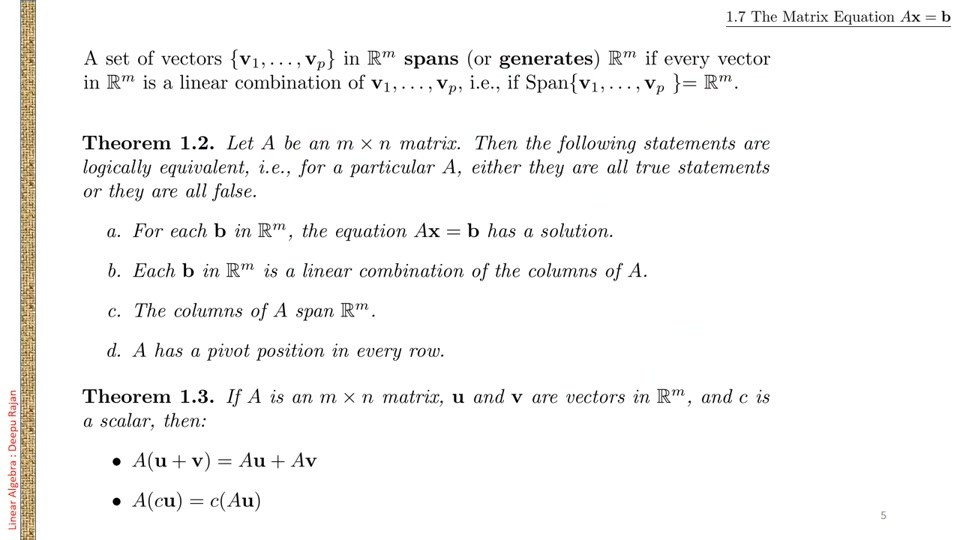 1.7 The Matrix Equation Ax = b
A set of vectors {v₁, . . . , vₚ} in ℝᵐ spans (or generates) ℝᵐ if every vector
in ℝᵐ is a linear combination of v₁, . . . , vₚ, i.e., if Span{v₁, . . . , vₚ }= ℝᵐ.
Theorem 1.2. Let A be an m × n matrix. Then the following statements are
logically equivalent, i.e., for a particular A, either they are all true statements
or they are all false.
a. For each b in ℝᵐ, the equation Ax = b has a solution.
b. Each b in ℝᵐ is a linear combination of the columns of A.
c. The columns of A span ℝᵐ.
d. A has a pivot position in every row.
Theorem 1.3. If A is an m × n matrix, u and v are vectors in ℝᵐ, and c is
a scalar, then:
• A(u + v) = Au + Av
• A(cu) = c(Au)
Linear Algebra : Deepu Rajan
5